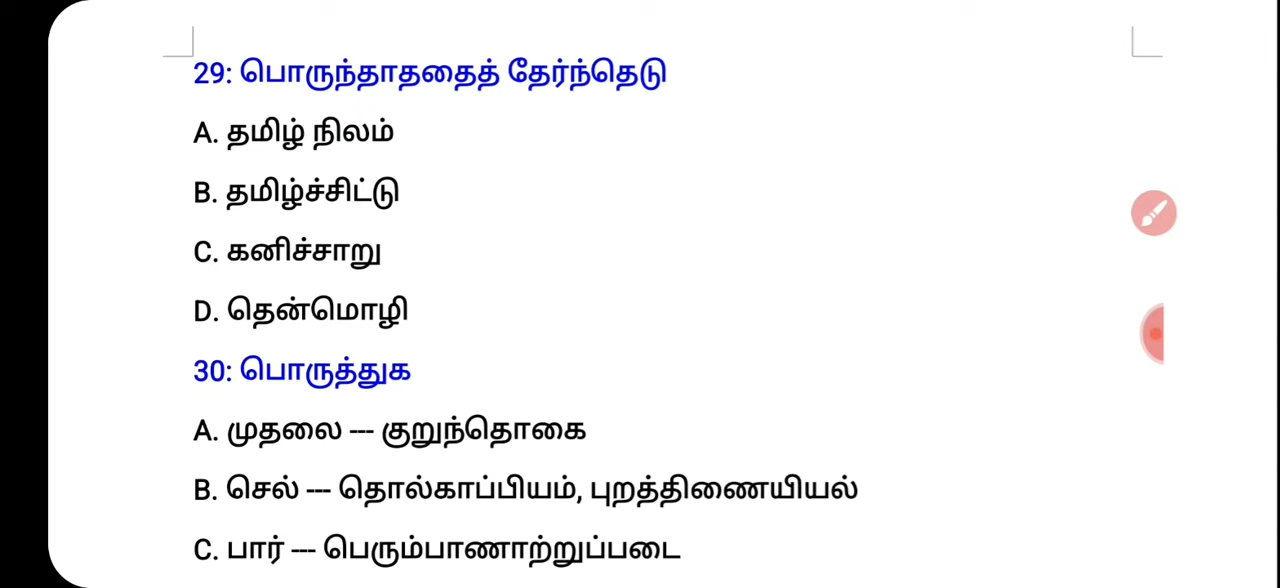 29: பொருந்தாததைத் தேர்ந்தெடு
A. தமிழ் நிலம்
B. தமிழ்ச்சிட்டு
C. கனிச்சாறு
D. தென்மொழி
30: பொருத்துக
A. முதலை --- குறுந்தொகை
B. செல் --- தொல்காப்பியம், புறத்திணையியல்
C. பார் --- பெரும்பாணாற்றுப்படை